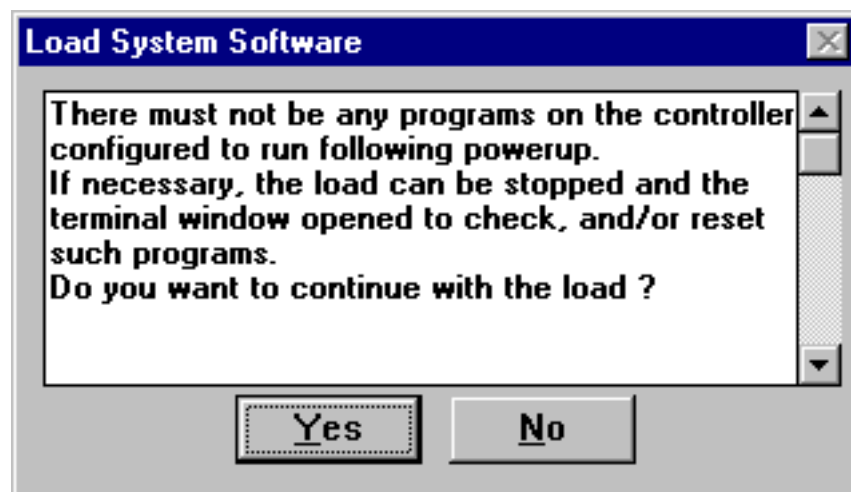 Load System Software
There must not be any programs on the controller
configured to run following powerup.
If necessary, the load can be stopped and the
terminal window opened to check, and/or reset
such programs.
Do you want to continue with the load ?
Yes No